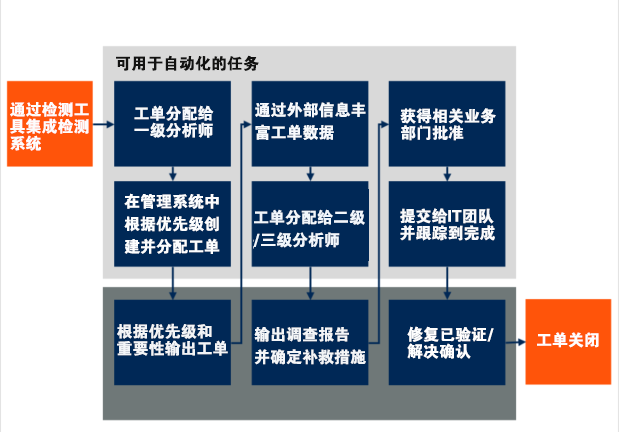 可用于自动化的任务
通过检测工
具集成检测
系统
工单分配给
一级分析师
在管理系统中
根据优先级创
建并分配工单
根据优先级和
重要性输出工单
通过外部信息丰
富工单数据
工单分配给二级
/三级分析师
输出调查报告
并确定补救措施
获得相关业务
部门批准
提交给IT团队
并跟踪到完成
修复已验证/
解决确认
工单关闭